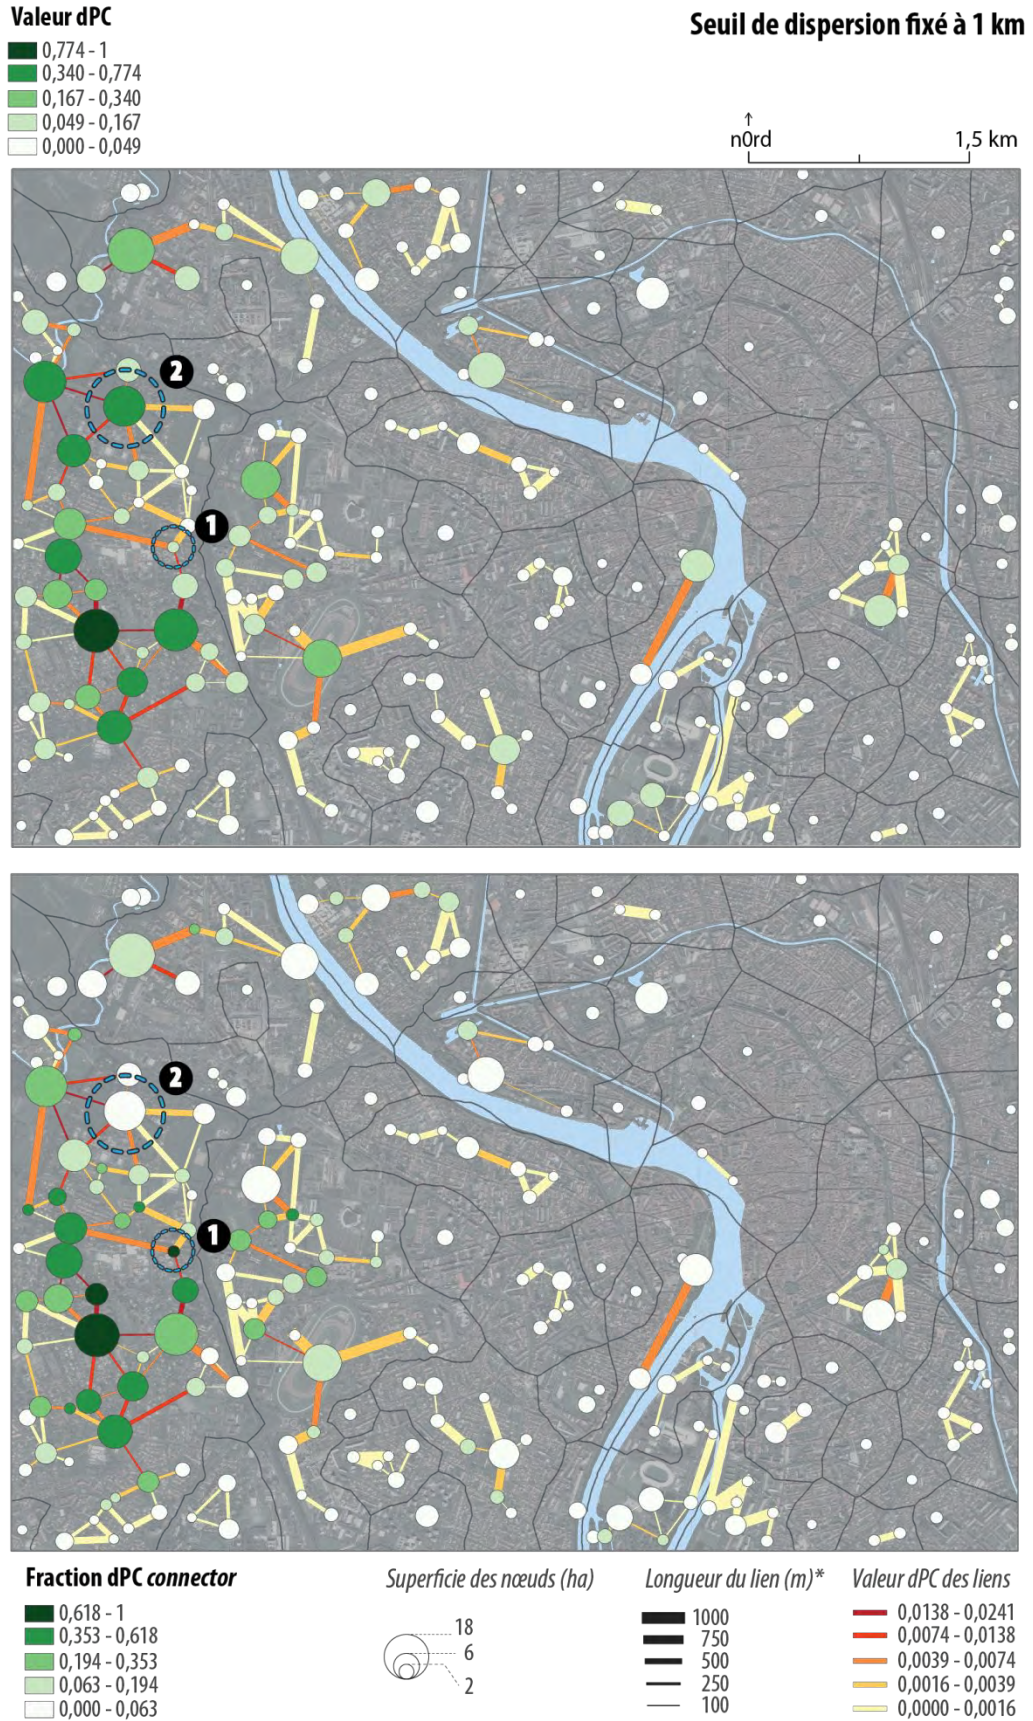 Valeur dPC
Seuil de dispersion fixé à 1 km
0,774 - 1
0,340 - 0,774
0,167 - 0,340
0,049 - 0,167
0,000 - 0,049
n0rd
1,5 km
2
1
2
1
Fraction dPC connector
0,618 - 1
0,353 - 0,618
0,194 - 0,353
0,063 - 0,194
0,000 - 0,063
Superficie des nœuds (ha)
18
6
2
Longueur du lien (m)*
1000
750
500
250
100
Valeur dPC des liens
0,0138 - 0,0241
0,0074 - 0,0138
0,0039 - 0,0074
0,0016 - 0,0039
0,0000 - 0,0016